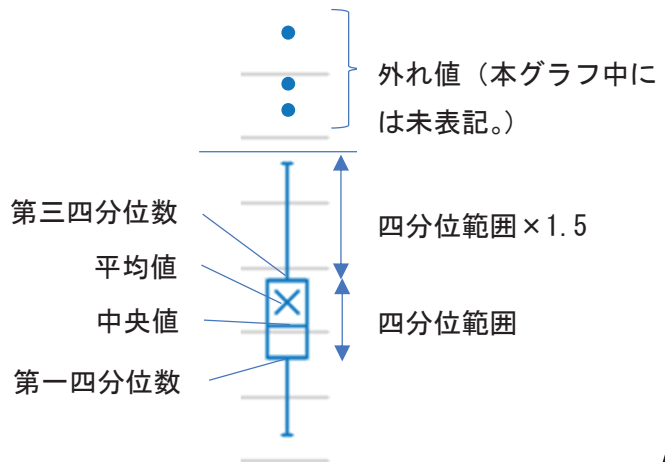 外れ値（本グラフ中に
は未表記。）
第三四分位数
四分位範囲×1.5
平均値
中央値
四分位範囲
第一四分位数